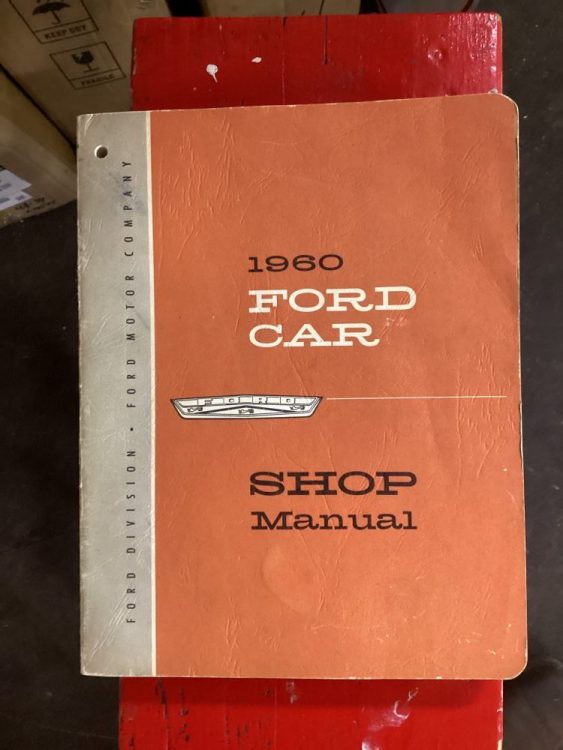 KEEP DRY
FRAGILE
FORD DIVISION • FORD MOTOR COMPANY
1960
FORD
CAR
FORD
SHOP
Manual